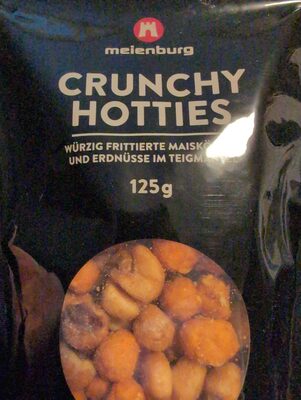 meienburg
CRUNCHY
HOTTIES
WÜRZIG FRITTIERTE
UND ERDNÜSSE IM
125g